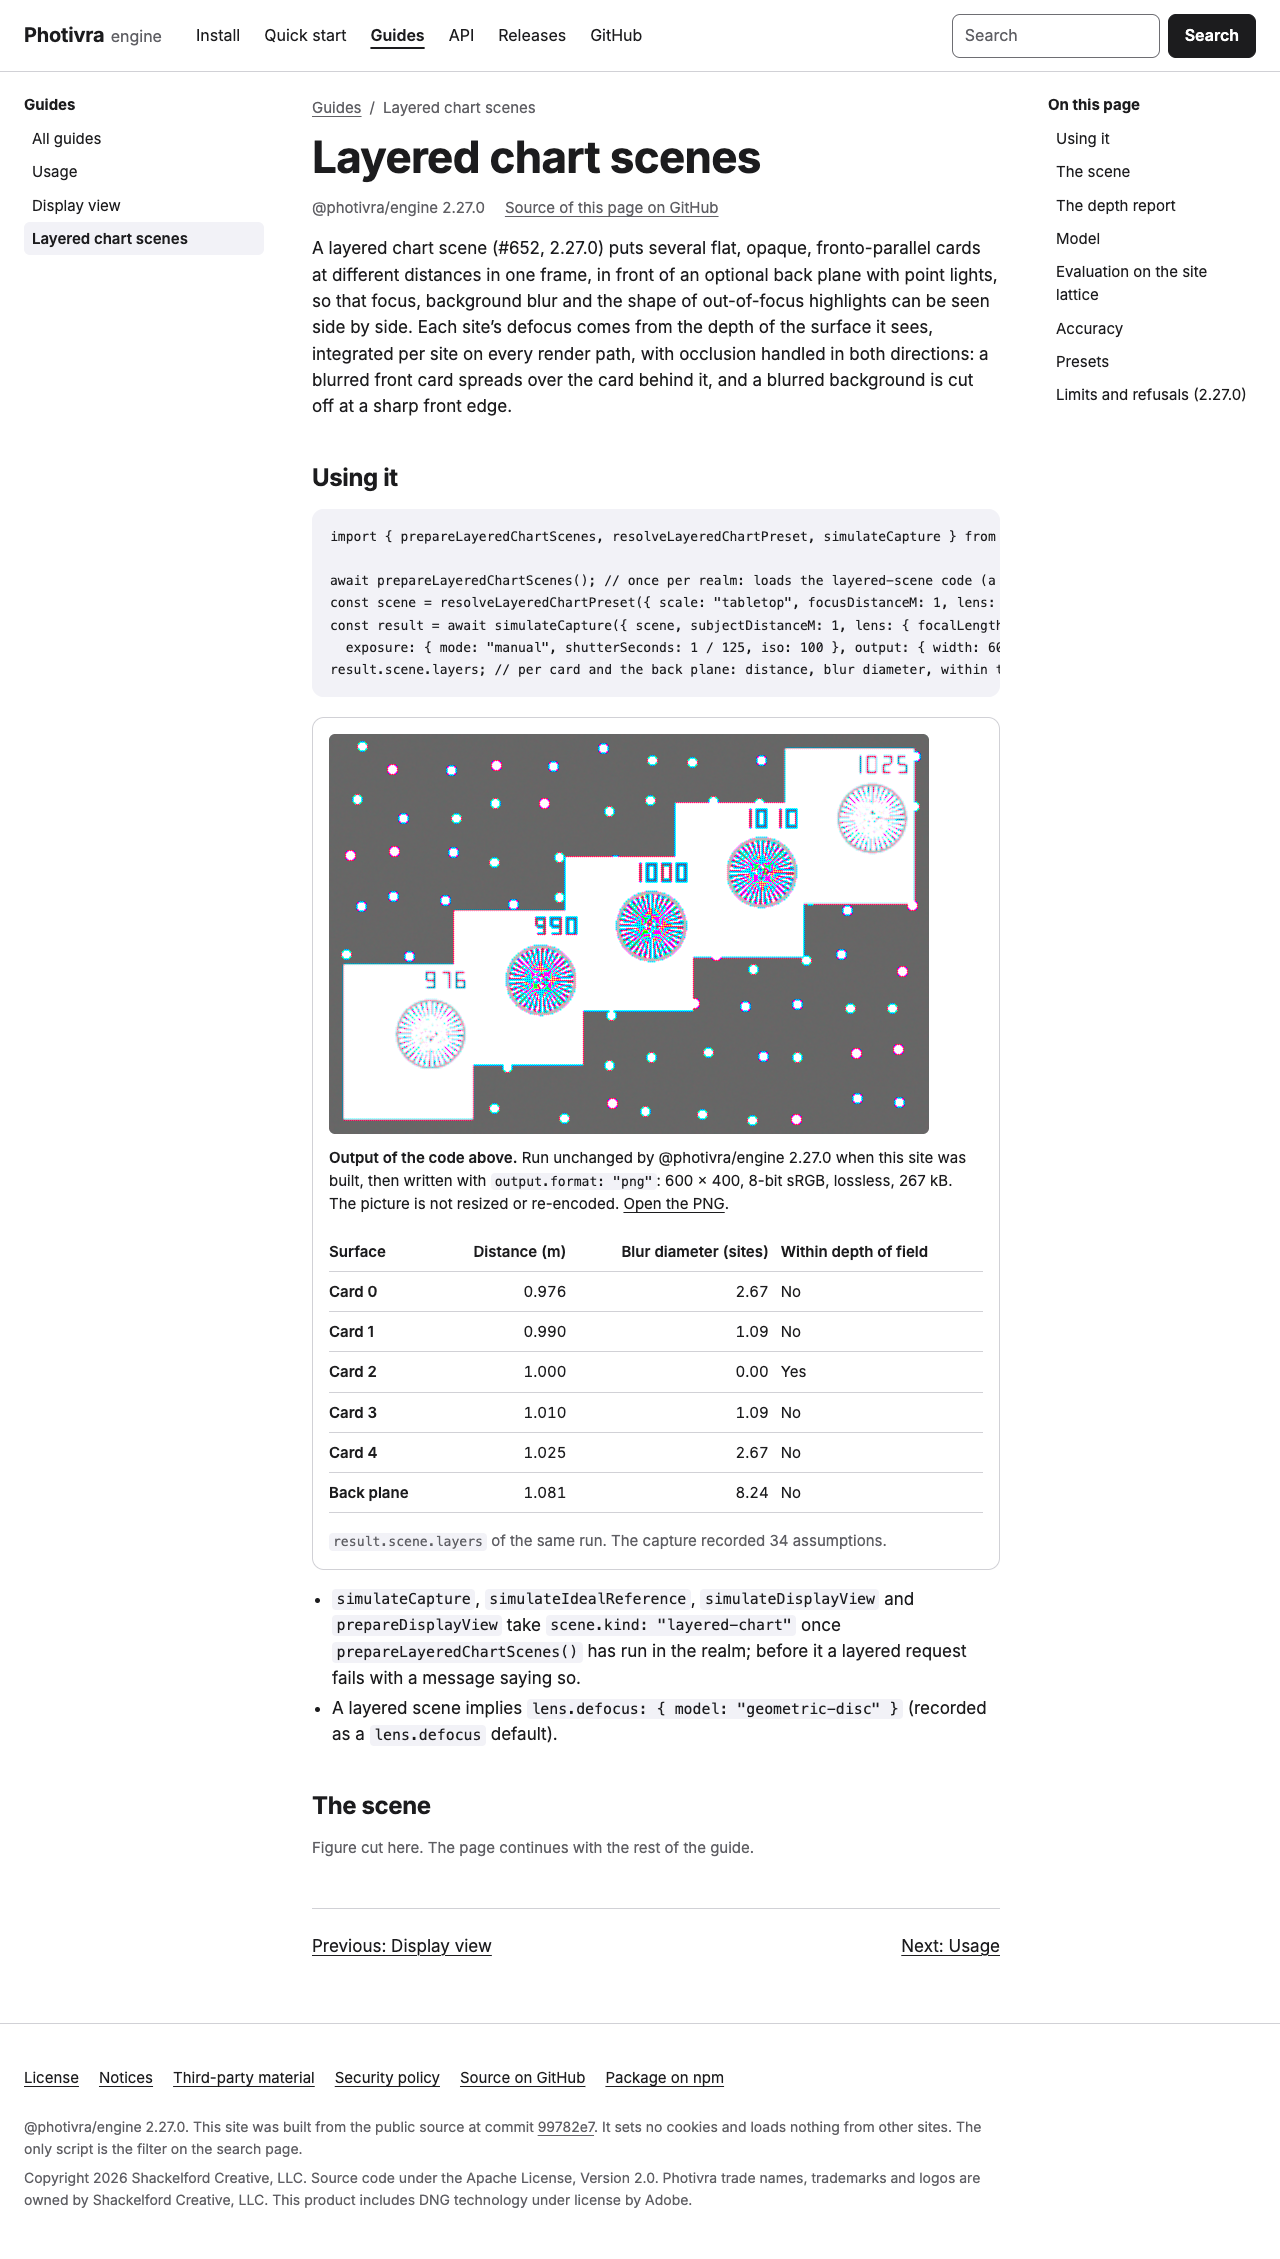 Photivra engine
Install
Quick start
Guides
API
Releases
GitHub
Search
Search
Guides
All guides
Usage
Display view
Layered chart scenes
Guides / Layered chart scenes
Layered chart scenes
@photivra/engine 2.27.0 Source of this page on GitHub
A layered chart scene (#652, 2.27.0) puts several flat, opaque, fronto-parallel cards
at different distances in one frame, in front of an optional back plane with point lights,
so that focus, background blur and the shape of out-of-focus highlights can be seen
side by side. Each site’s defocus comes from the depth of the surface it sees,
integrated per site on every render path, with occlusion handled in both directions: a
blurred front card spreads over the card behind it, and a blurred background is cut
off at a sharp front edge.
Using it
import { prepareLayeredChartScenes, resolveLayeredChartPreset, simulateCapture } from
await prepareLayeredChartScenes(); // once per realm: loads the layered-scene code (a
const scene = resolveLayeredChartPreset({ scale: "tabletop", focusDistanceM: 1, lens:
const result = await simulateCapture({ scene, subjectDistanceM: 1, lens: { focalLength
exposure: { mode: "manual", shutterSeconds: 1 / 125, iso: 100 }, output: { width: 60
result.scene.layers; // per card and the back plane: distance, blur diameter, within t
1025
1010
1000
990
976
Output of the code above. Run unchanged by @photivra/engine 2.27.0 when this site was
built, then written with output.format: "png": 600 × 400, 8-bit sRGB, lossless, 267 kB.
The picture is not resized or re-encoded. Open the PNG.
Surface Distance (m) Blur diameter (sites) Within depth of field
Card 0 0.976 2.67 No
Card 1 0.990 1.09 No
Card 2 1.000 0.00 Yes
Card 3 1.010 1.09 No
Card 4 1.025 2.67 No
Back plane 1.081 8.24 No
result.scene.layers of the same run. The capture recorded 34 assumptions.
• simulateCapture, simulateIdealReference, simulateDisplayView and
prepareDisplayView take scene.kind: "layered-chart" once
prepareLayeredChartScenes() has run in the realm; before it a layered request
fails with a message saying so.
• A layered scene implies lens.defocus: { model: "geometric-disc" } (recorded
as a lens.defocus default).
The scene
Figure cut here. The page continues with the rest of the guide.
Previous: Display view
Next: Usage
On this page
Using it
The scene
The depth report
Model
Evaluation on the site
lattice
Accuracy
Presets
Limits and refusals (2.27.0)
License
Notices
Third-party material
Security policy
Source on GitHub
Package on npm
@photivra/engine 2.27.0. This site was built from the public source at commit 99782e7. It sets no cookies and loads nothing from other sites. The
only script is the filter on the search page.
Copyright 2026 Shackelford Creative, LLC. Source code under the Apache License, Version 2.0. Photivra trade names, trademarks and logos are
owned by Shackelford Creative, LLC. This product includes DNG technology under license by Adobe.